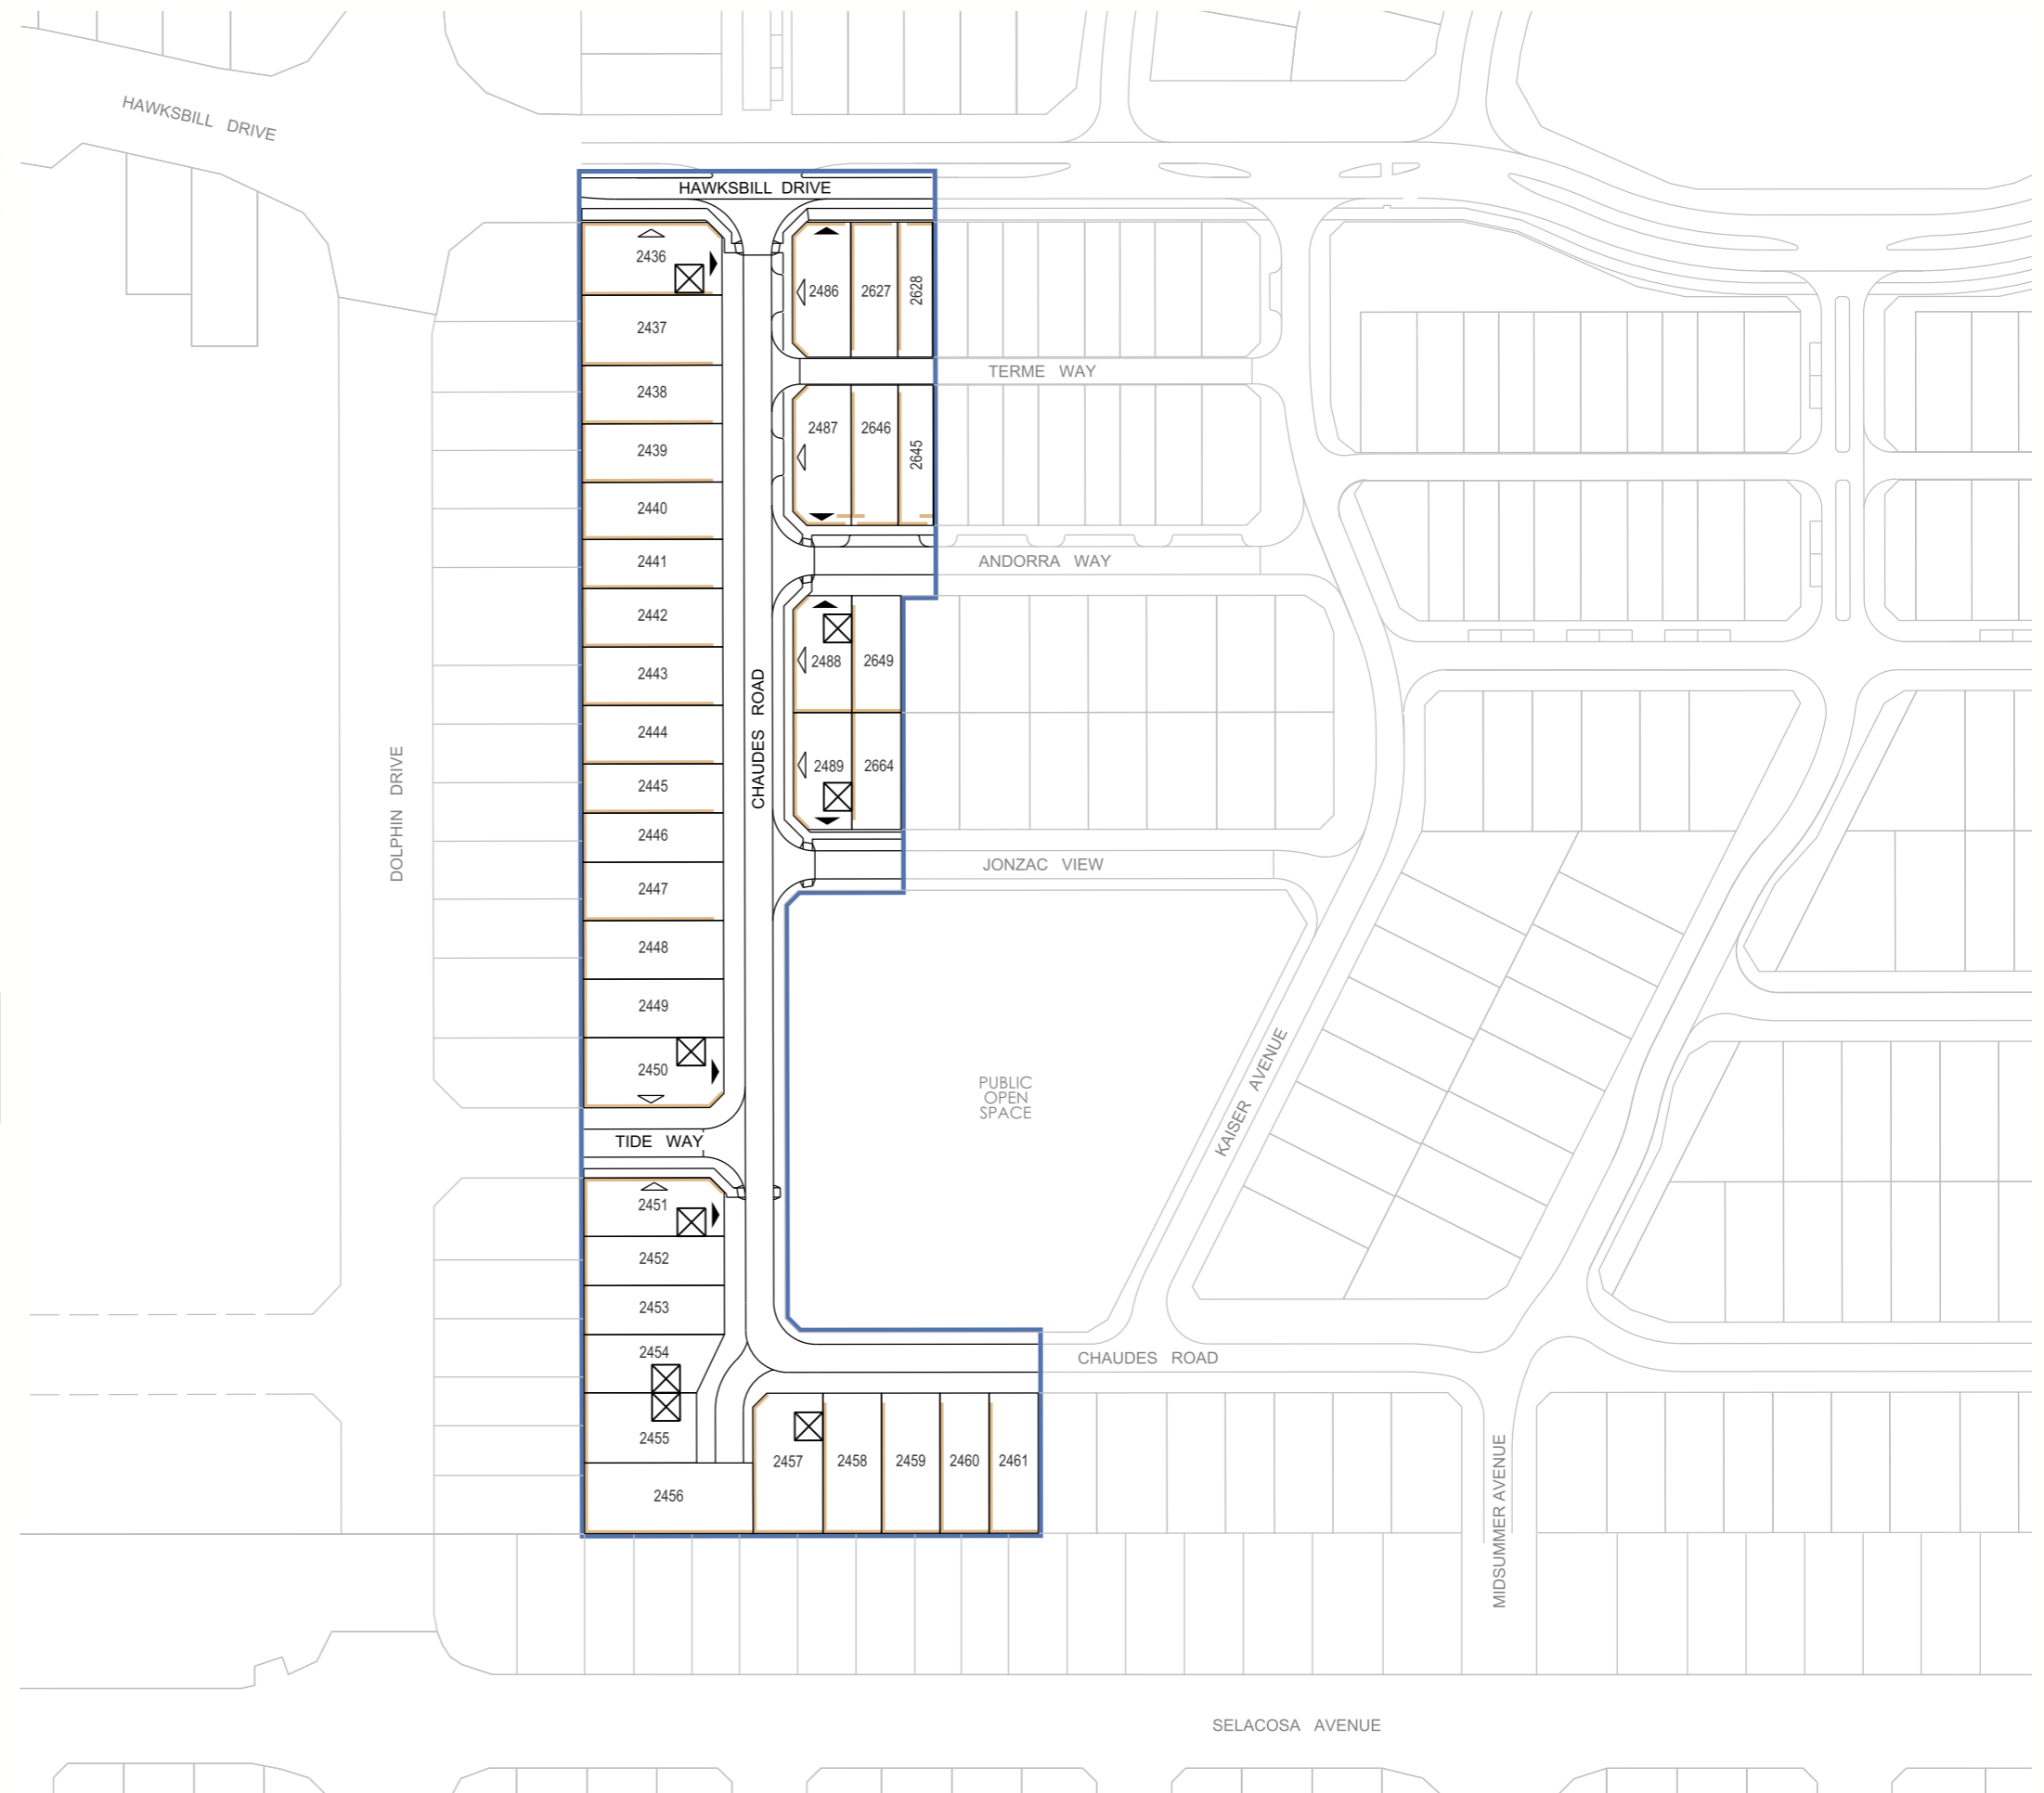 HAWKSBILL DRIVE
HAWKSBILL DRIVE
2436
2437
2438
2439
2440
2441
2442
2443
2444
2445
2446
2447
2448
2449
2450
2486
2627
2628
TERME WAY
2487
2646
2645
ANDORRA WAY
2488
2649
2489
2664
CHAUDES ROAD
DOLPHIN DRIVE
JONZAC VIEW
PUBLIC
OPEN
SPACE
KAISER AVENUE
TIDE WAY
2451
2452
2453
2454
2455
2456
CHAUDES ROAD
2457
2458
2459
2460
2461
MIDSUMMER AVENUE
SELACOSA AVENUE